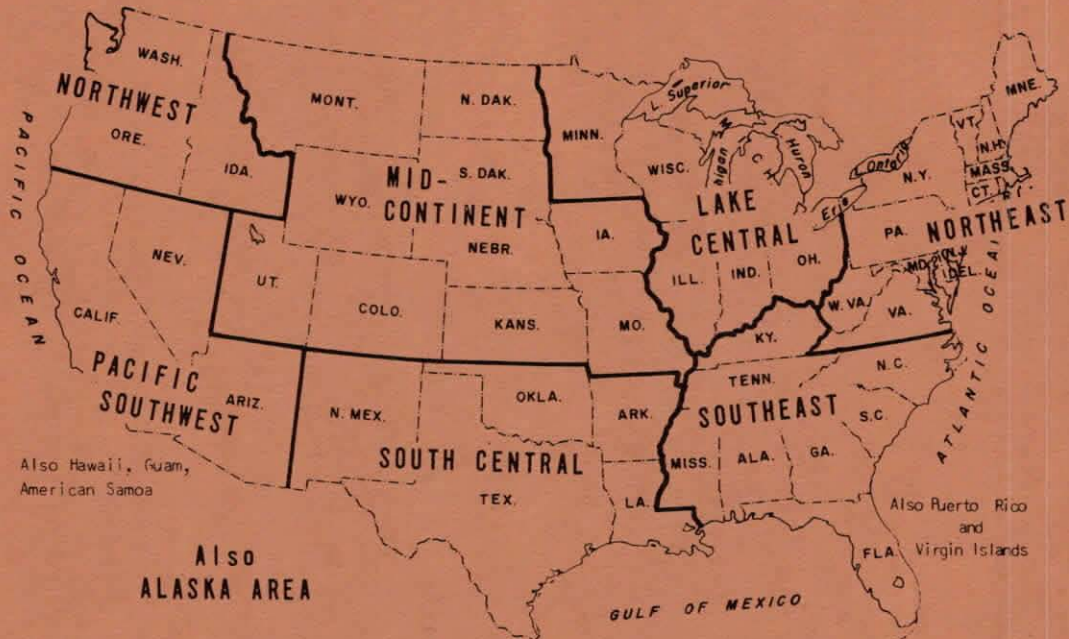 WASH.
NORTHWEST
ORE.
IDA.
MONT.
N. DAK.
S. DAK.
WYO.
MID-
CONTINENT
NEBR.
MINN.
WISC.
L. Superior
M
higan
C
H
Huron
L. Ontario
Erie
LAKE
CENTRAL
IA.
ILL.
IND.
OH.
MO.
KY.
MNE.
VT.
N.H.
MASS.
CT.
N.Y.
PA.
NORTHEAST
MD.
DEL.
W. VA.
VA.
PACIFIC OCEAN
NEV.
CALIF.
UT.
COLO.
KANS.
PACIFIC
SOUTHWEST
ARIZ.
N. MEX.
OKLA.
ARK.
SOUTH CENTRAL
TEX.
LA.
TENN.
N.C.
SOUTHEAST
S.C.
MISS.
ALA.
GA.
FLA.
ATLANTIC OCEAN
Also Hawaii, Guam,
American Samoa
Also Puerto Rico
and
Virgin Islands
Also
ALASKA AREA
GULF OF MEXICO